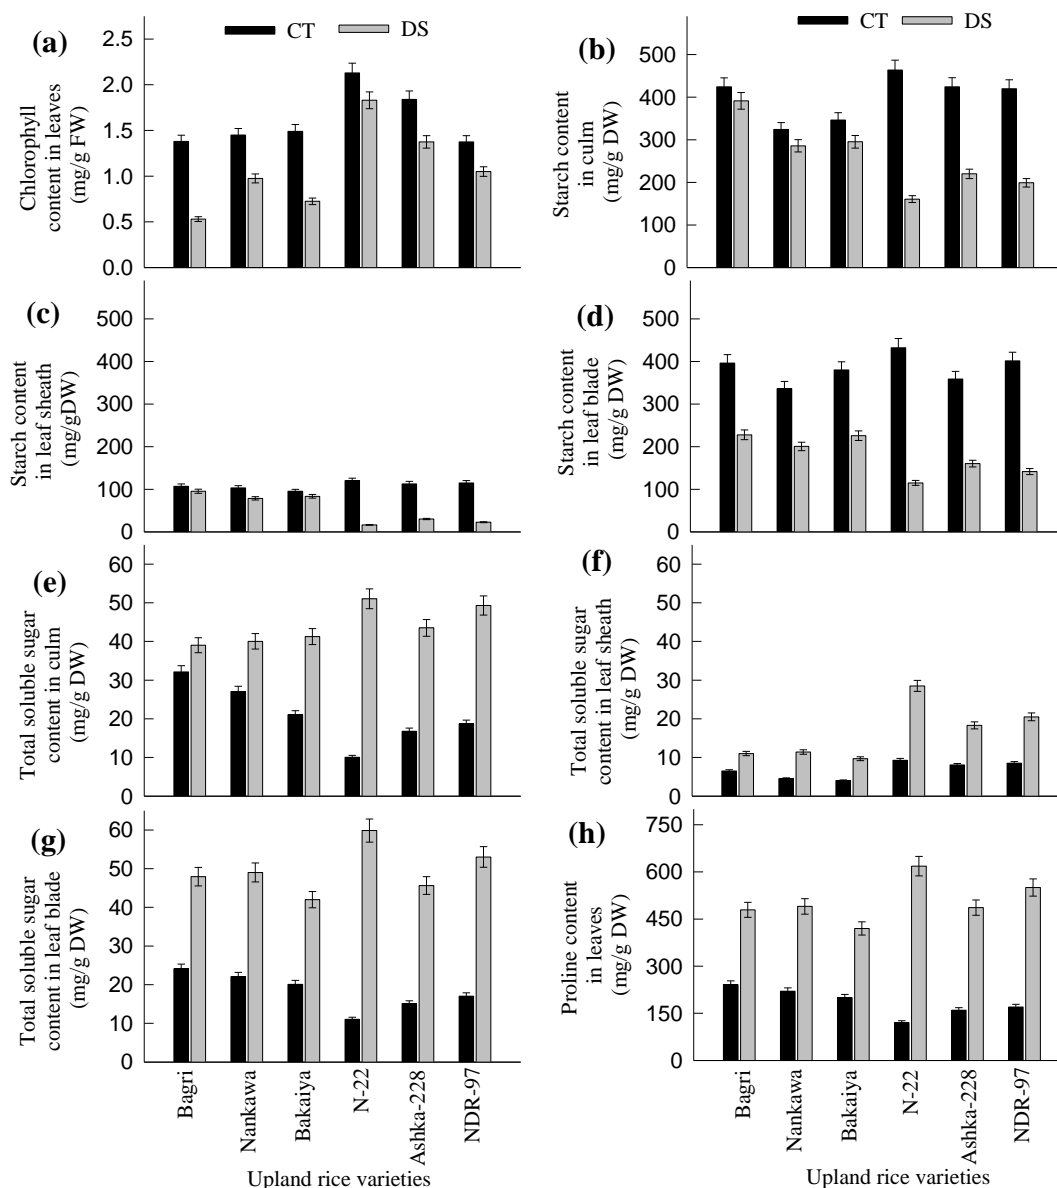 (a)
CT DS
Chlorophyll
content in leaves
(mg/g FW)
2.5
2.0
1.5
1.0
0.5
0.0
(b)
CT DS
Starch content
in culm
(mg/g DW)
500
400
300
200
100
0
(c)
Starch content
in leaf sheath
(mg/gDW)
500
400
300
200
100
0
(d)
Starch content
in leaf blade
(mg/g DW)
500
400
300
200
100
0
(e)
Total soluble sugar
content in culm
(mg/g DW)
60
50
40
30
20
10
0
(f)
Total soluble sugar
content in leaf sheath
(mg/g DW)
60
50
40
30
20
10
0
(g)
Total soluble sugar
content in leaf blade
(mg/g DW)
60
50
40
30
20
10
0
Bagri
Nankawa
Bakaiya
N-22
Ashka-228
NDR-97
Upland rice varieties
(h)
Proline content
in leaves
(mg/g DW)
750
600
450
300
150
0
Bagri
Nankawa
Bakaiya
N-22
Ashka-228
NDR-97
Upland rice varieties